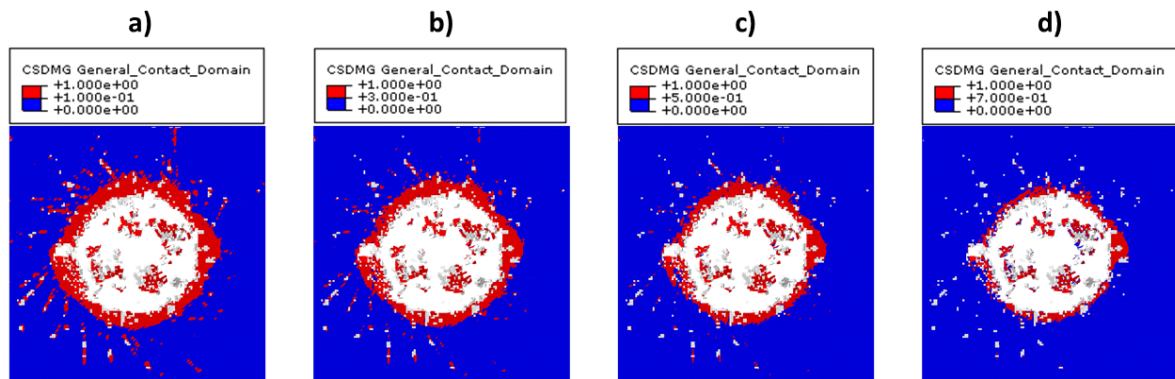 a)
b)
c)
d)
CSDMG General_Contact_Domain
+1.000e+00
+1.000e-01
+0.000e+00
CSDMG General_Contact_Domain
+1.000e+00
+3.000e-01
+0.000e+00
CSDMG General_Contact_Domain
+1.000e+00
+5.000e-01
+0.000e+00
CSDMG General_Contact_Domain
+1.000e+00
+7.000e-01
+0.000e+00